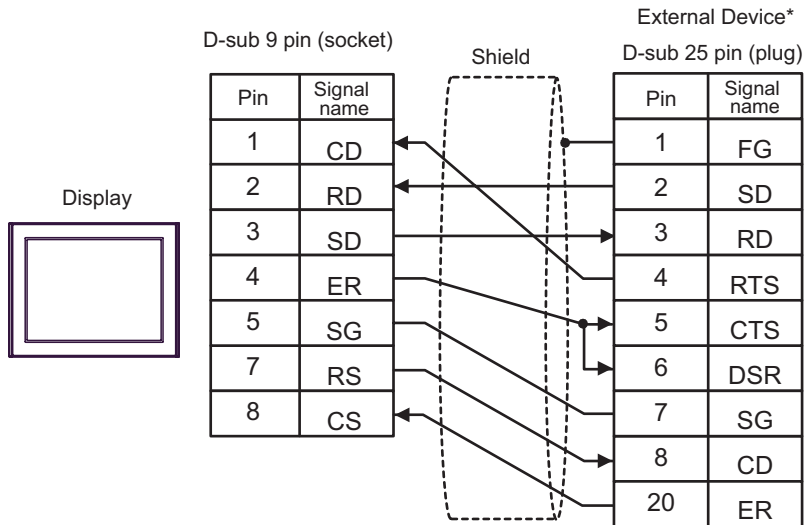 External Device*
D-sub 9 pin (socket)
Shield
D-sub 25 pin (plug)
Display
Pin Signal name
1 CD
2 RD
3 SD
4 ER
5 SG
7 RS
8 CS
Pin Signal name
1 FG
2 SD
3 RD
4 RTS
5 CTS
6 DSR
7 SG
8 CD
20 ER